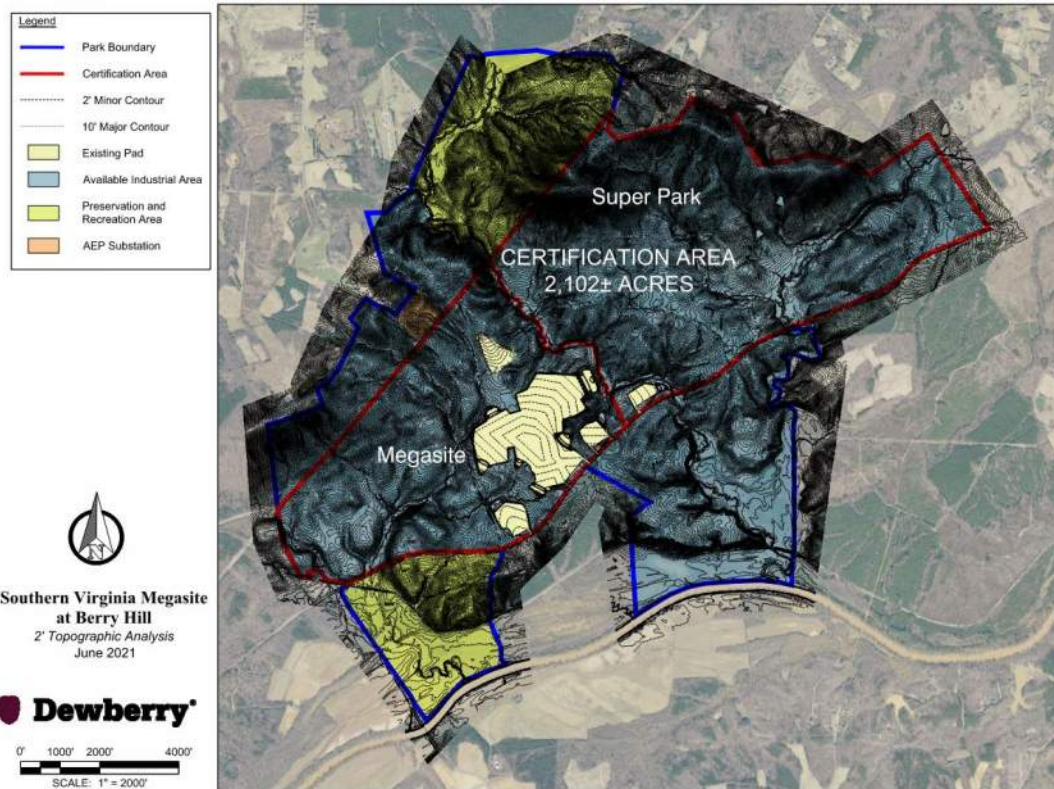 Legend
Park Boundary
Certification Area
2' Minor Contour
10' Major Contour
Existing Pad
Available Industrial Area
Preservation and
Recreation Area
AEP Substation
Super Park
CERTIFICATION AREA
2,102± ACRES
Megasite
N
Southern Virginia Megasite
at Berry Hill
2' Topographic Analysis
June 2021
Dewberry®
0' 1000' 2000' 4000'
SCALE: 1" = 2000'